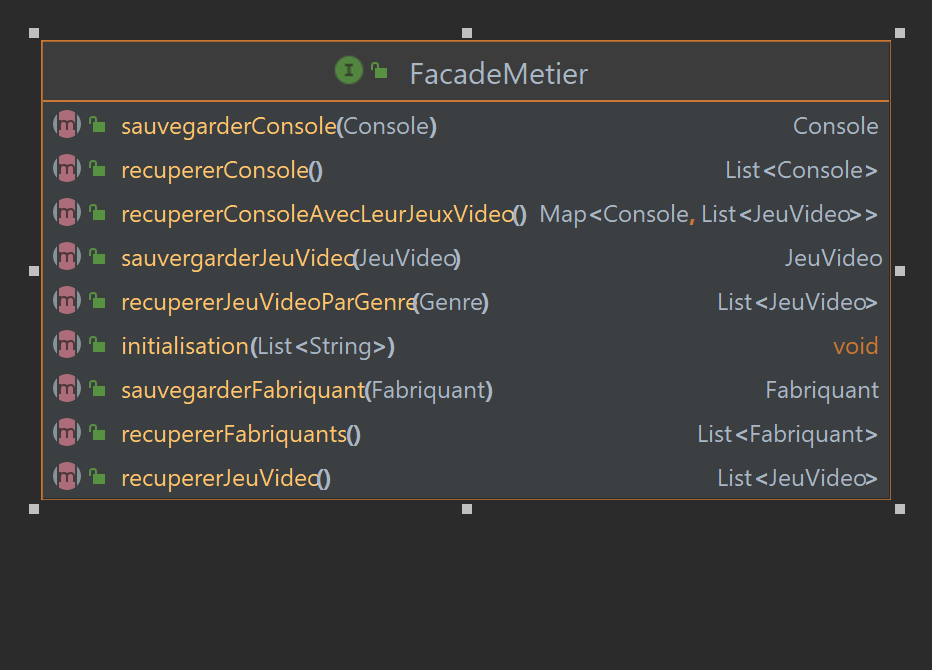 I FacadeMetier
m sauvegarderConsole(Console) Console
m recupererConsole() List<Console>
m recupererConsoleAvecLeurJeuxVideo() Map<Console, List<JeuVideo>>
m sauvergarderJeuVideo(JeuVideo) JeuVideo
m recupererJeuVideoParGenre(Genre) List<JeuVideo>
m initialisation(List<String>) void
m sauvegarderFabriquant(Fabriquant) Fabriquant
m recupererFabriquants() List<Fabriquant>
m recupererJeuVideo() List<JeuVideo>